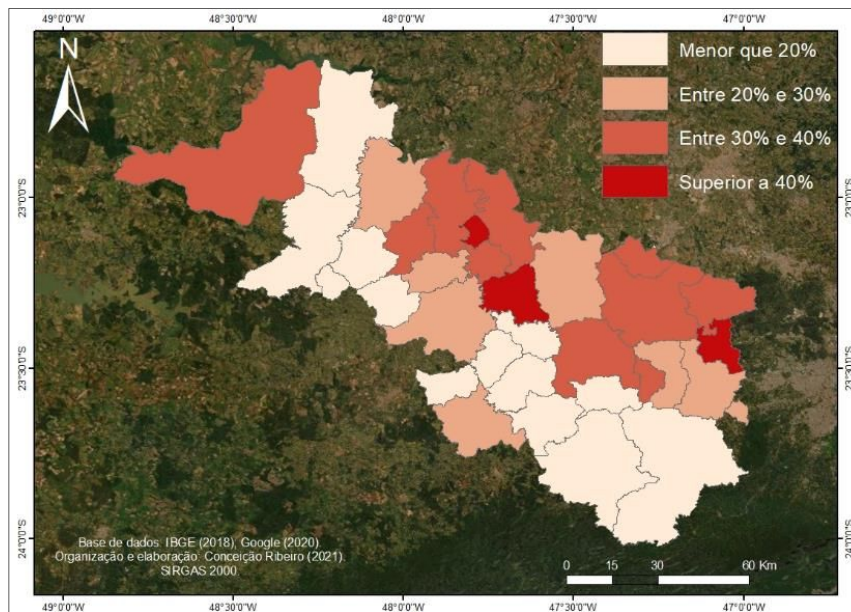 49°0'0"W 48°0'0"W 48°30'0"W 47°30'0"W 47°0'0"W
N
Menor que 20%
Entre 20% e 30%
Entre 30% e 40%
Superior a 40%
23°0'0"S 23°0'0"S
23°30'0"S 23°30'0"S
24°0'0"S 24°0'0"S
Base de dados: IBGE (2018), Google (2020).
Organização e elaboração: Conceição Ribeiro (2021).
SIRGAS 2000.
0 15 30 60 Km
49°0'0"W 48°30'0"W 48°0'0"W 47°30'0"W 47°0'0"W